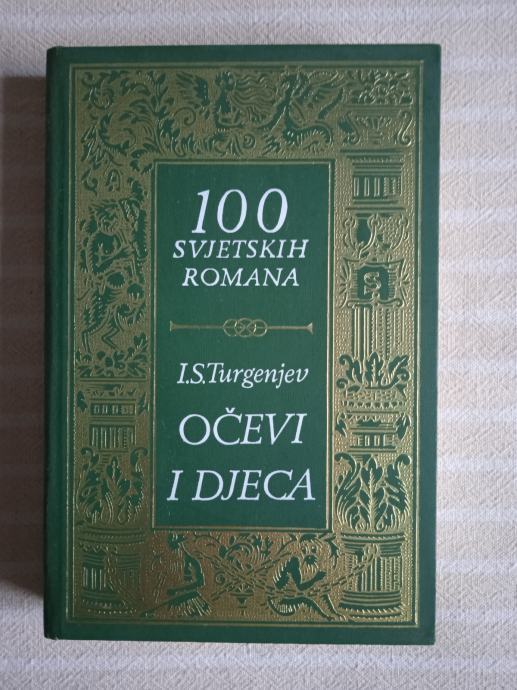 100
SVJETSKIH
ROMANA
I.S.Turgenjev
OČEVI
I DJECA